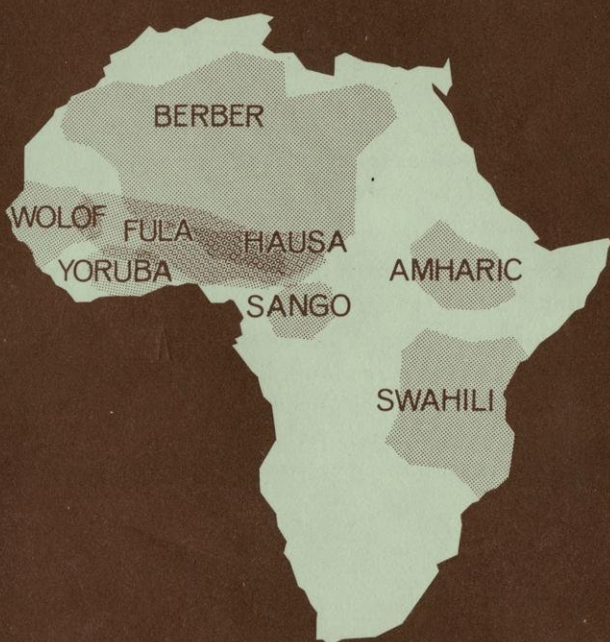 BERBER
WOLOF
FULA
HAUSA
YORUBA
AMHARIC
SANGO
SWAHILI